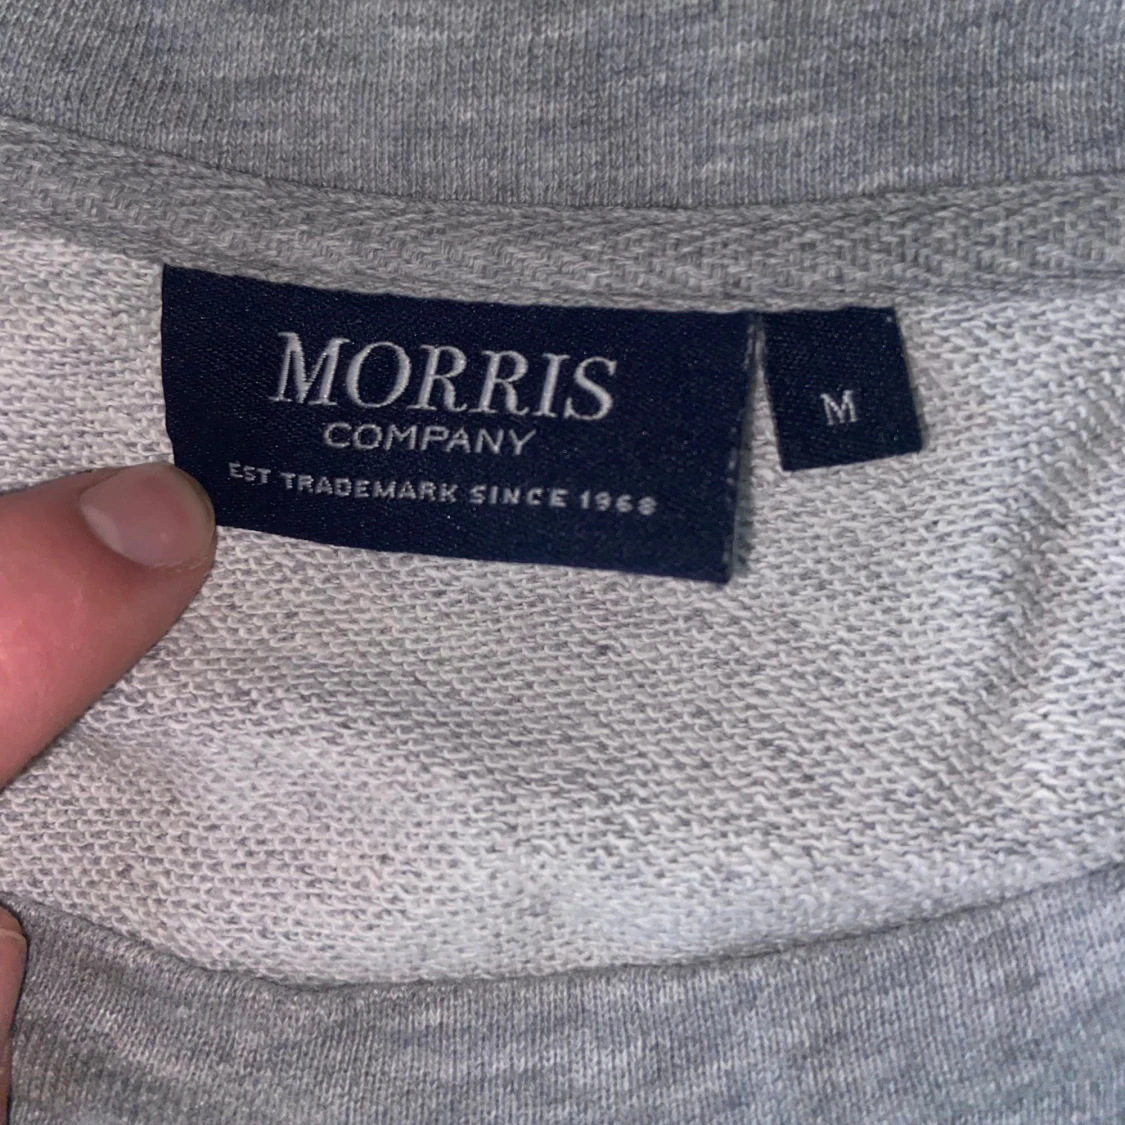 MORRIS
COMPANY
EST TRADEMARK SINCE 1968
M